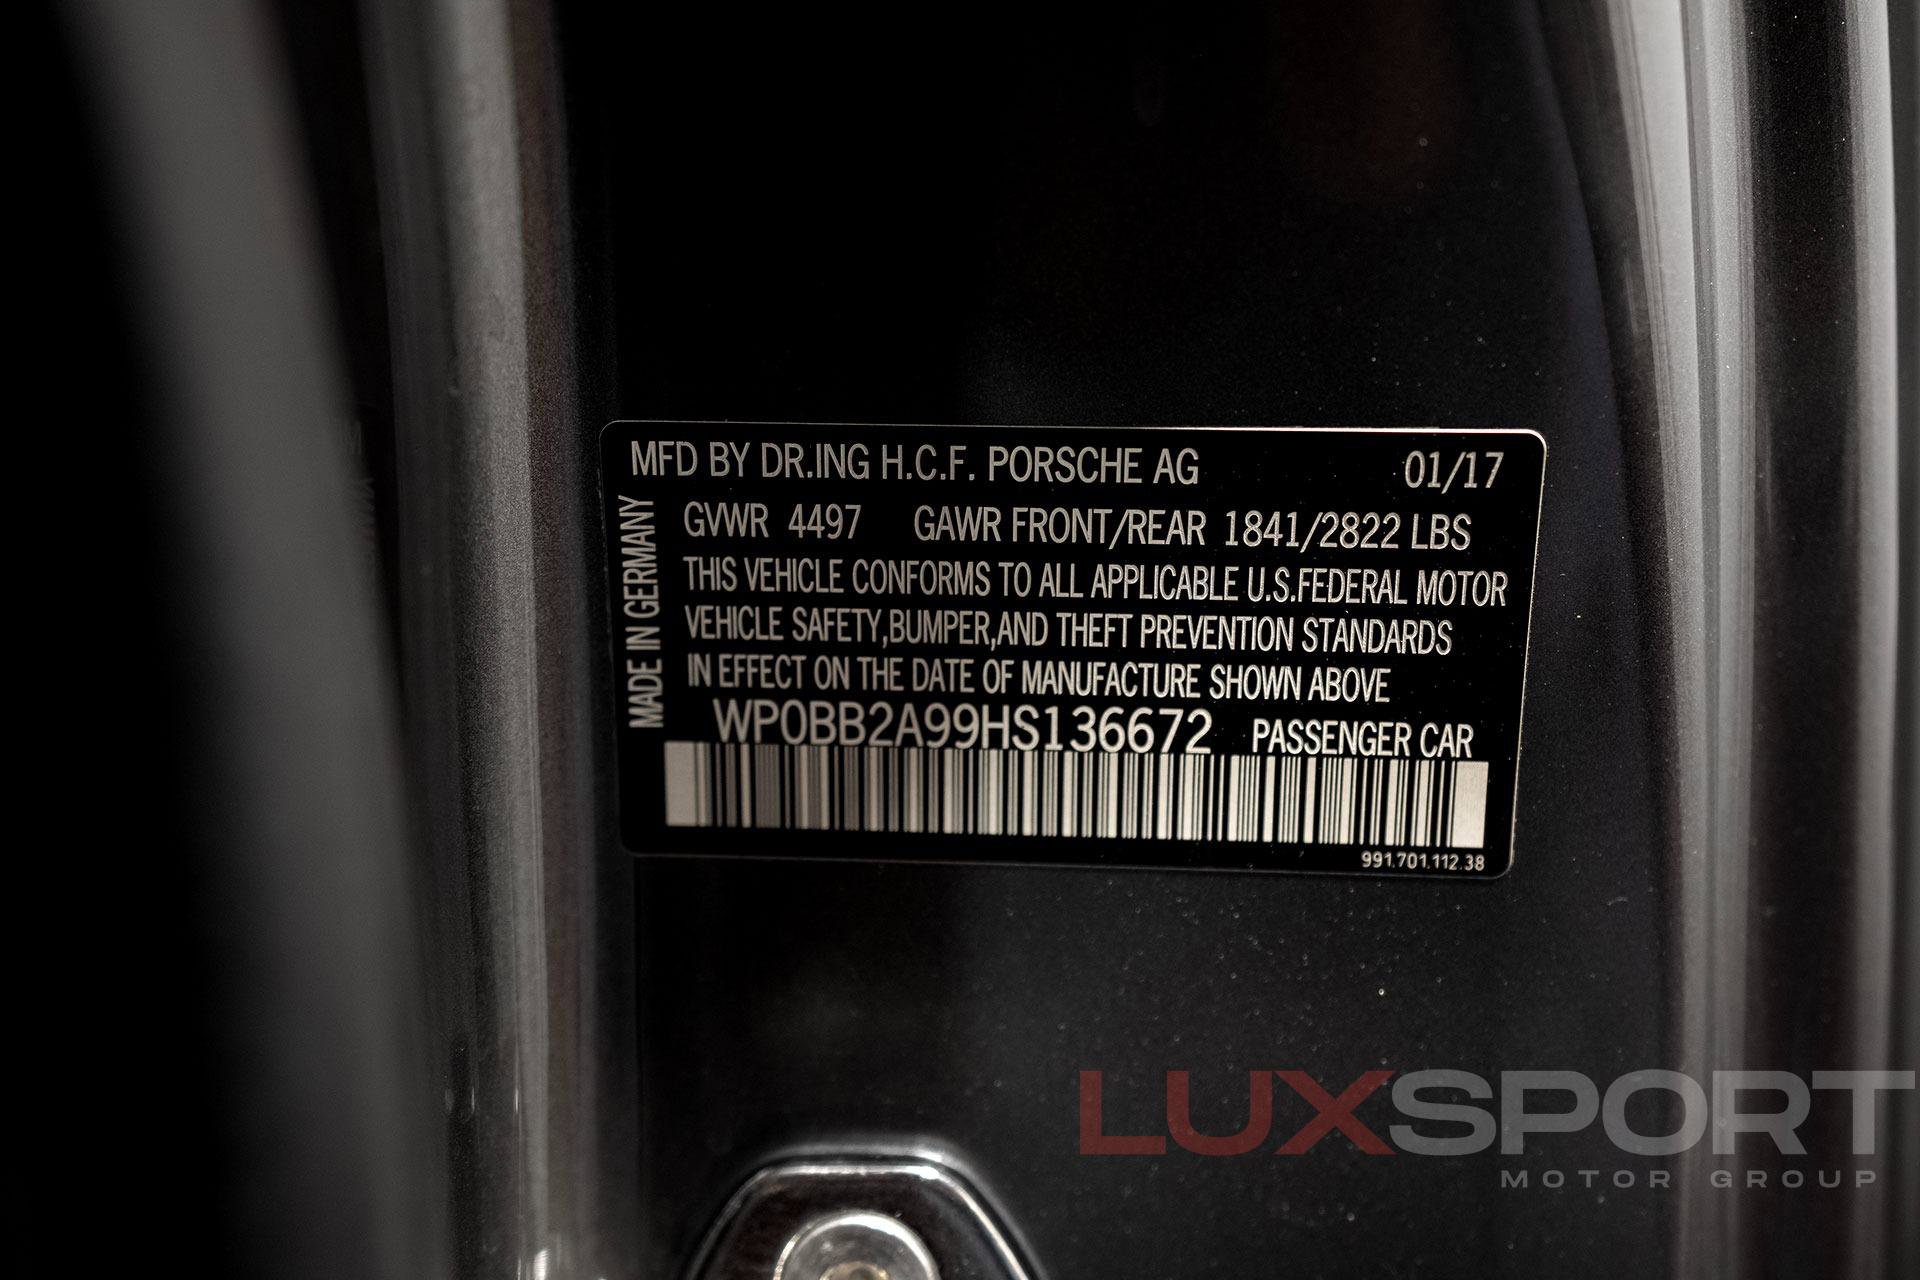 MFD BY DR.ING H.C.F. PORSCHE AG 01/17
GVWR 4497 GAWR FRONT/REAR 1841/2822 LBS
THIS VEHICLE CONFORMS TO ALL APPLICABLE U.S.FEDERAL MOTOR
VEHICLE SAFETY,BUMPER,AND THEFT PREVENTION STANDARDS
IN EFFECT ON THE DATE OF MANUFACTURE SHOWN ABOVE
WP0BB2A99HS136672 PASSENGER CAR
991.701.112.38
MADE IN GERMANY
LUXSPORT
MOTOR GROUP